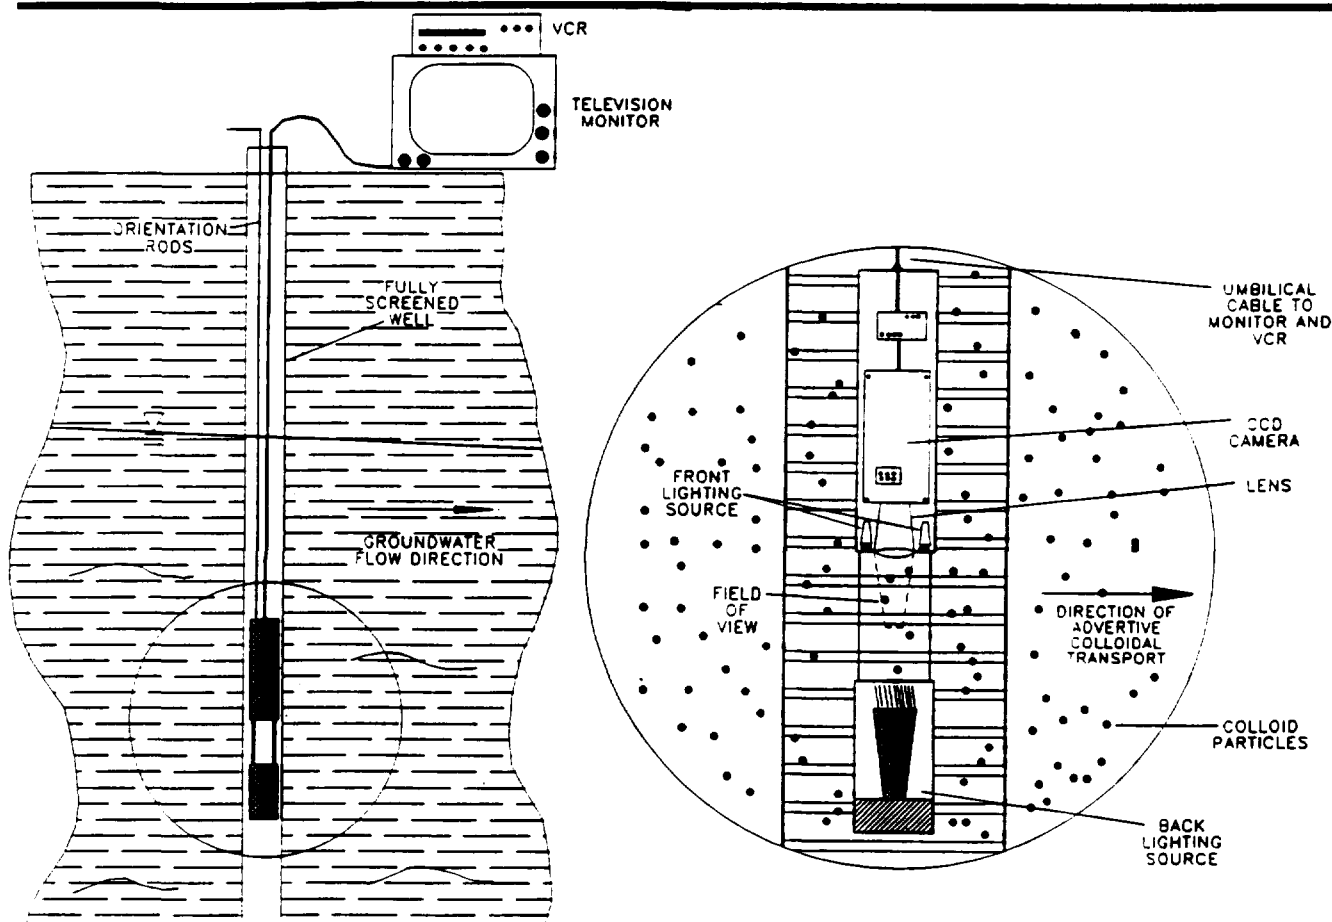 VCR
TELEVISION
MONITOR
ORIENTATION
RODS
FULLY
SCREENED
WELL
GROUNDWATER
FLOW DIRECTION
UMBILICAL
CABLE TO
MONITOR AND
VCR
CCD
CAMERA
FRONT
LIGHTING
SOURCE
LENS
FIELD
OF
VIEW
DIRECTION OF
ADVERTIVE
COLLOIDAL
TRANSPORT
COLLOID
PARTICLES
BACK
LIGHTING
SOURCE